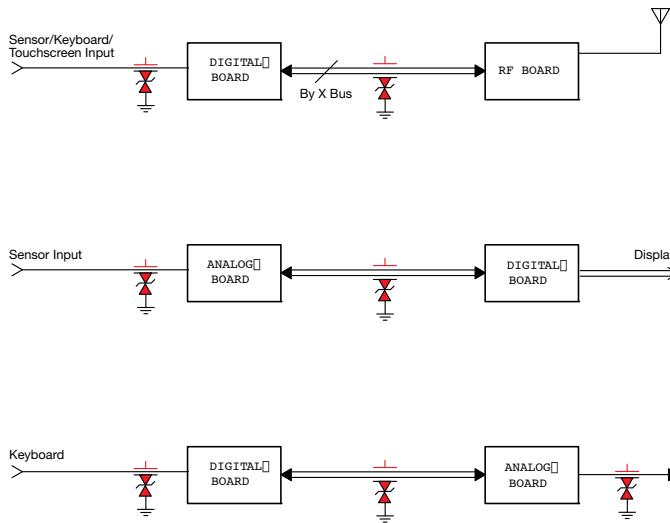 Sensor/Keyboard/
Touchscreen Input
DIGITAL
BOARD
By X Bus
RF BOARD
Sensor Input
ANALOG
BOARD
DIGITAL
BOARD
Display
Keyboard
DIGITAL
BOARD
ANALOG
BOARD